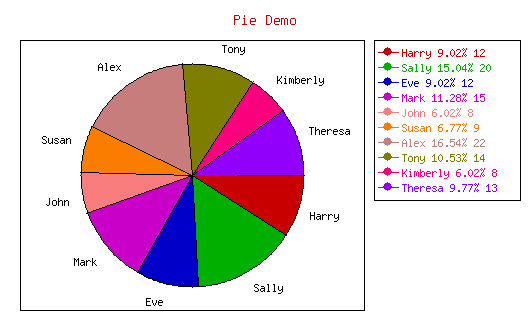 Pie Demo
Tony
Alex
Kimberly
Theresa
Susan
John
Harry
Mark
Sally
Eve
Harry 9.02% 12
Sally 15.04% 20
Eve 9.02% 12
Mark 11.28% 15
John 6.02% 8
Susan 6.77% 9
Alex 16.54% 22
Tony 10.53% 14
Kimberly 6.02% 8
Theresa 9.77% 13